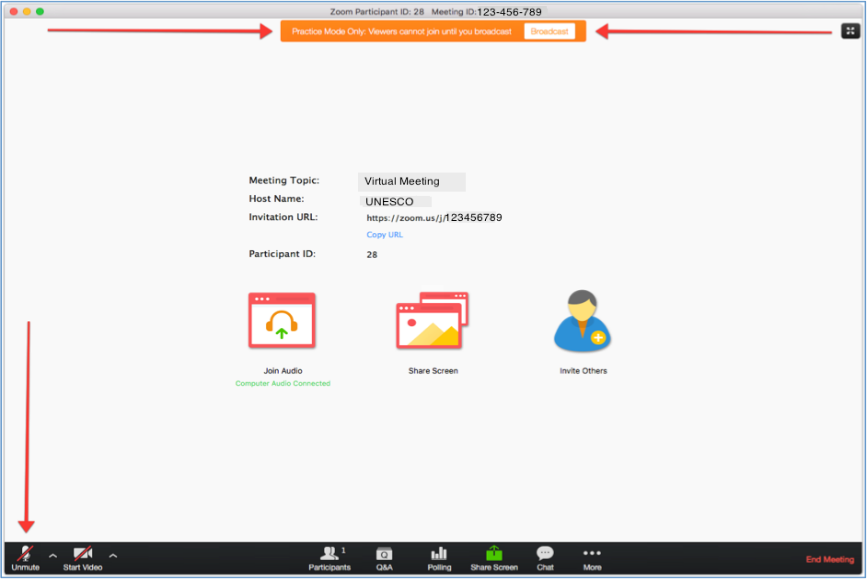 Zoom Participant ID: 28 Meeting ID:123-456-789
Practice Mode Only: Viewers cannot join until you broadcast Broadcast
Meeting Topic: Virtual Meeting
Host Name: UNESCO
Invitation URL: https://zoom.us/j/123456789
Copy URL
Participant ID: 28
Join Audio Share Screen Invite Others
Computer Audio Connected
1
Q
Unmute Start Video Participants Q&A Polling Share Screen Chat More End Meeting